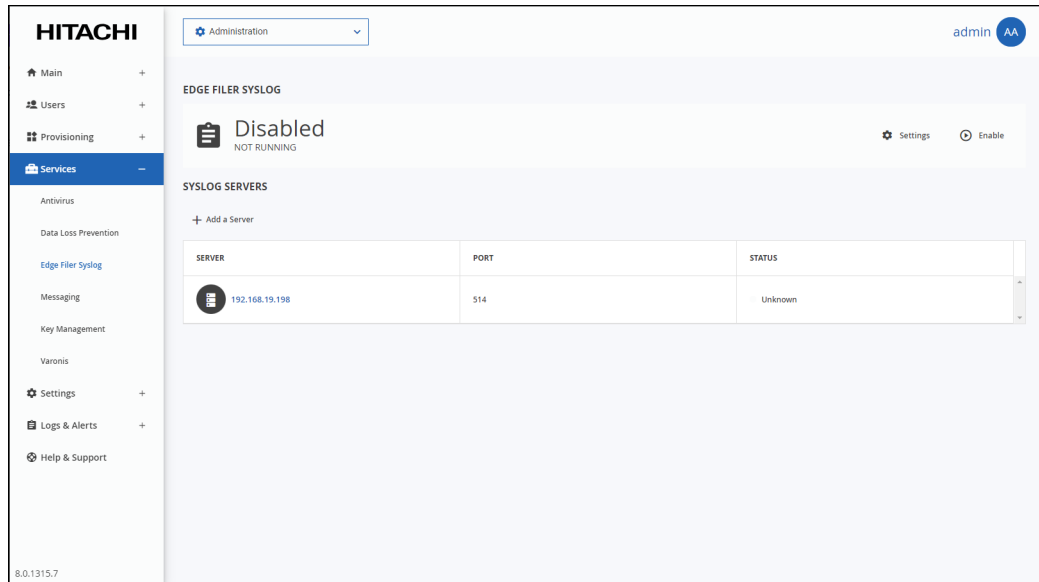 HITACHI
Administration
admin AA
Main
Users
Provisioning
Services
Antivirus
Data Loss Prevention
Edge Filer Syslog
Messaging
Key Management
Varonis
Settings
Logs & Alerts
Help & Support
8.0.1315.7
EDGE FILER SYSLOG
Disabled
NOT RUNNING
Settings Enable
SYSLOG SERVERS
+ Add a Server
SERVER PORT STATUS
192.168.19.198 514 Unknown